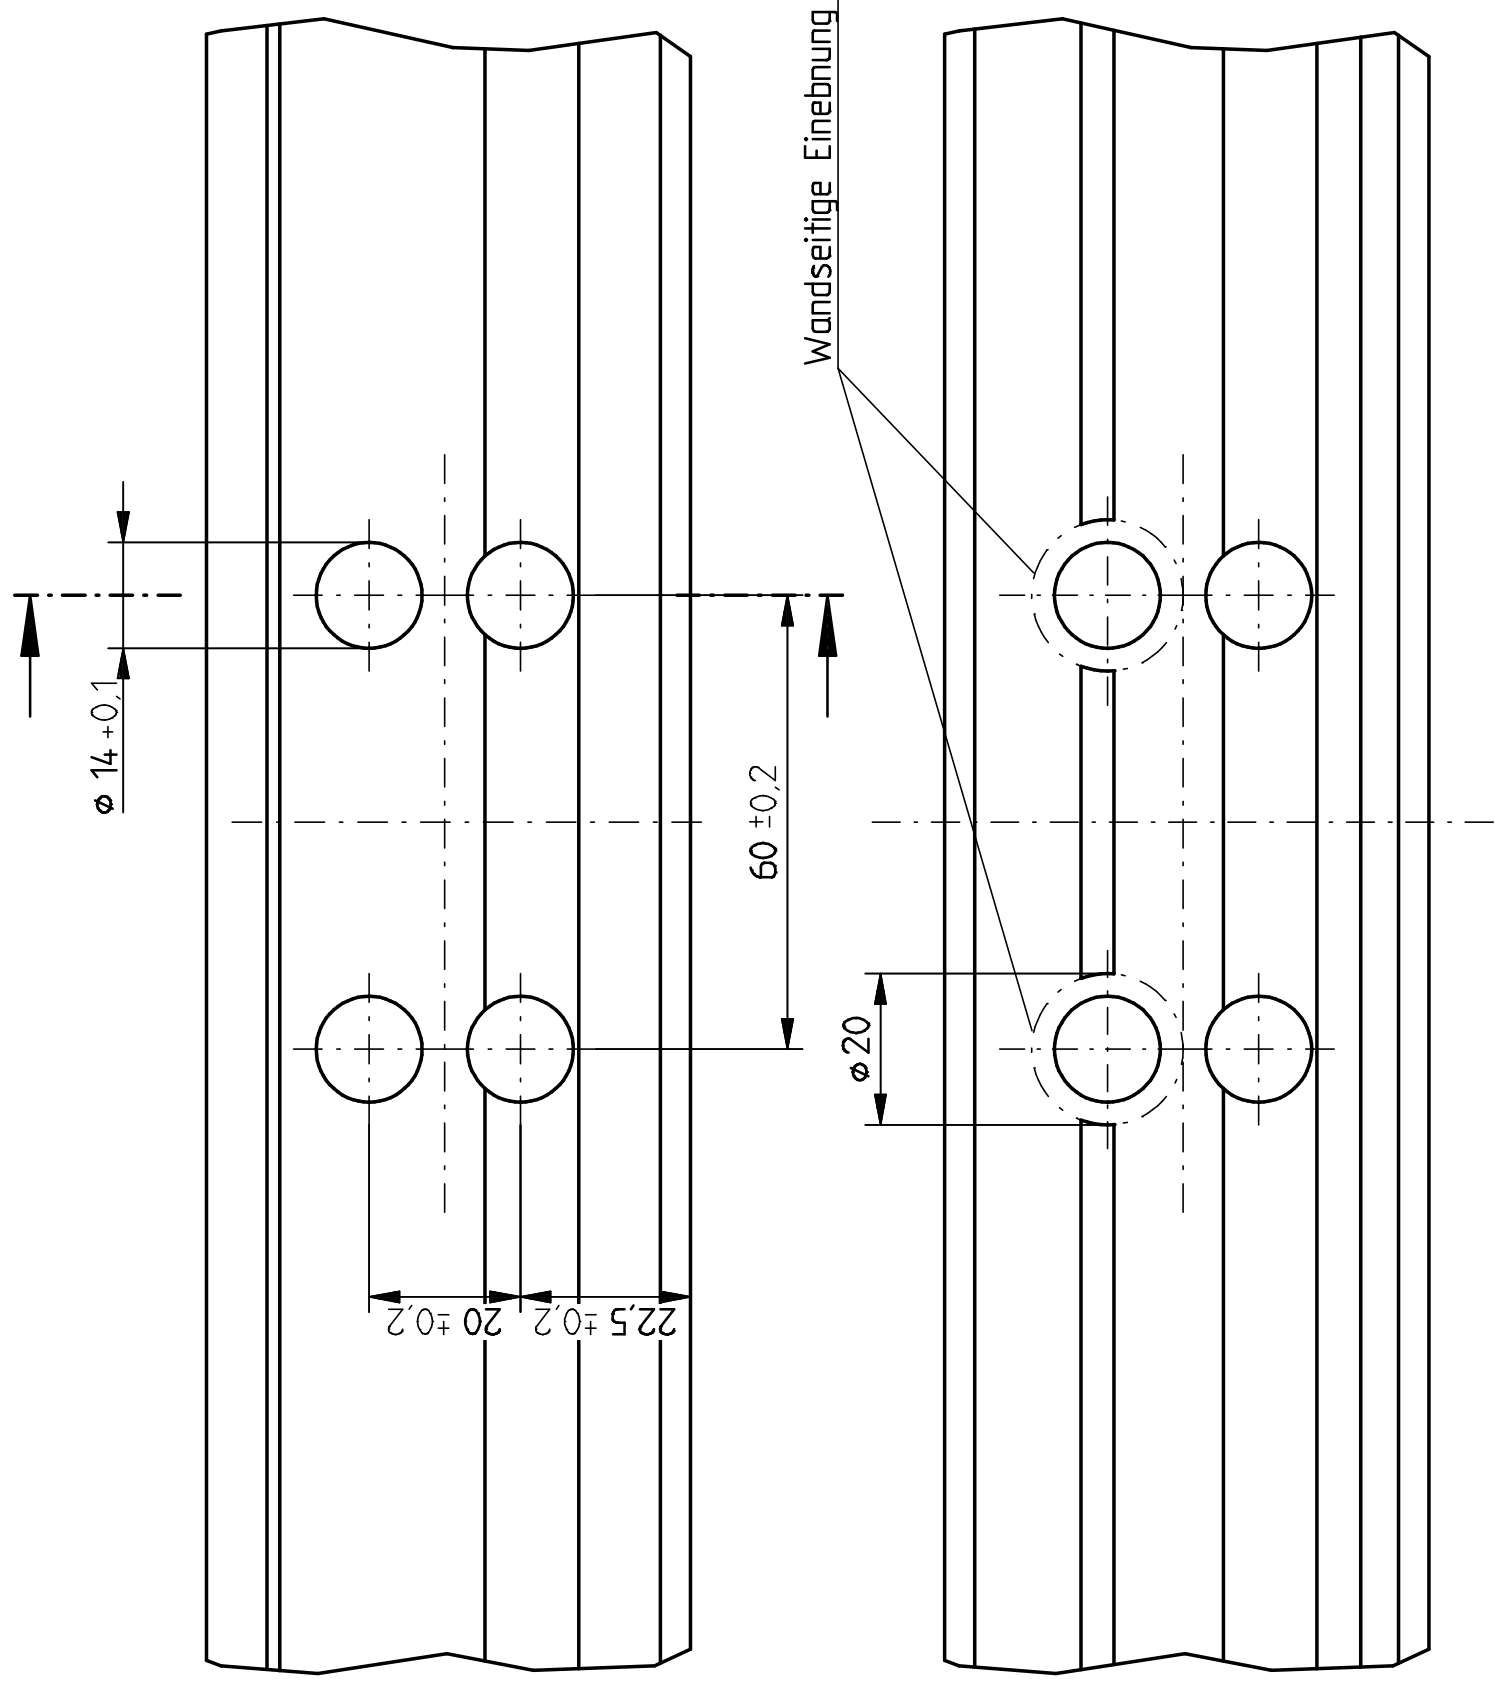 Wandseitige Einebnung
ø 14 +0,1
60 ±0,2
ø 20
20 ±0,2
22,5 ±0,2